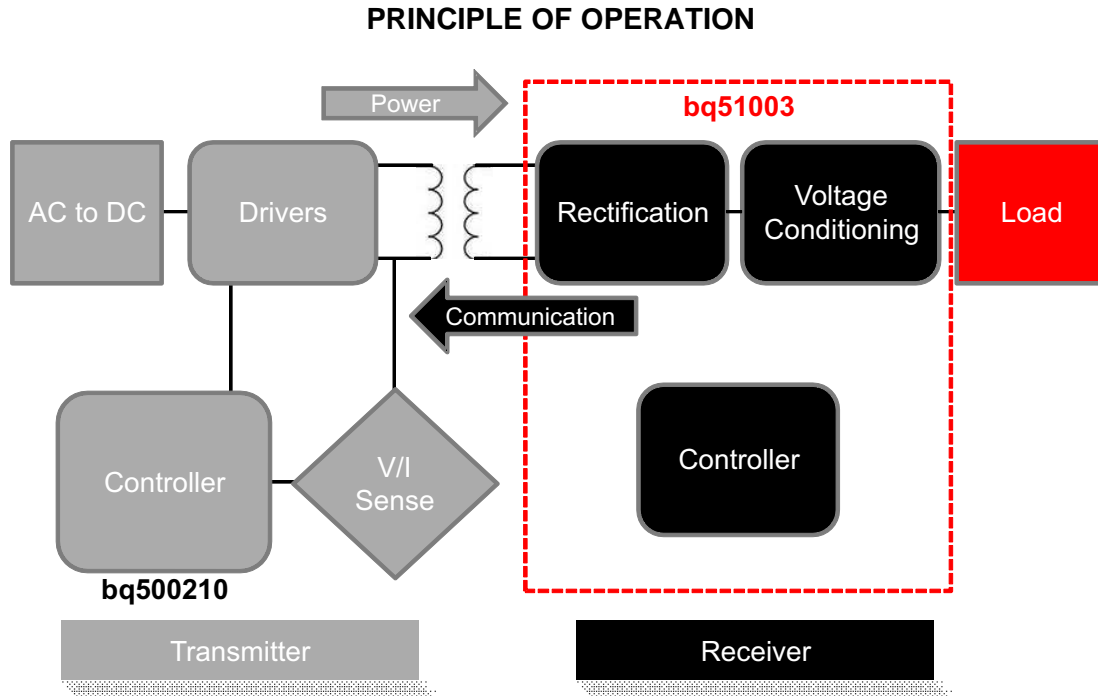 PRINCIPLE OF OPERATION
Power
bq51003
AC to DC
Drivers
Rectification
Voltage
Conditioning
Load
Communication
Controller
V/I
Sense
Controller
bq500210
Transmitter
Receiver